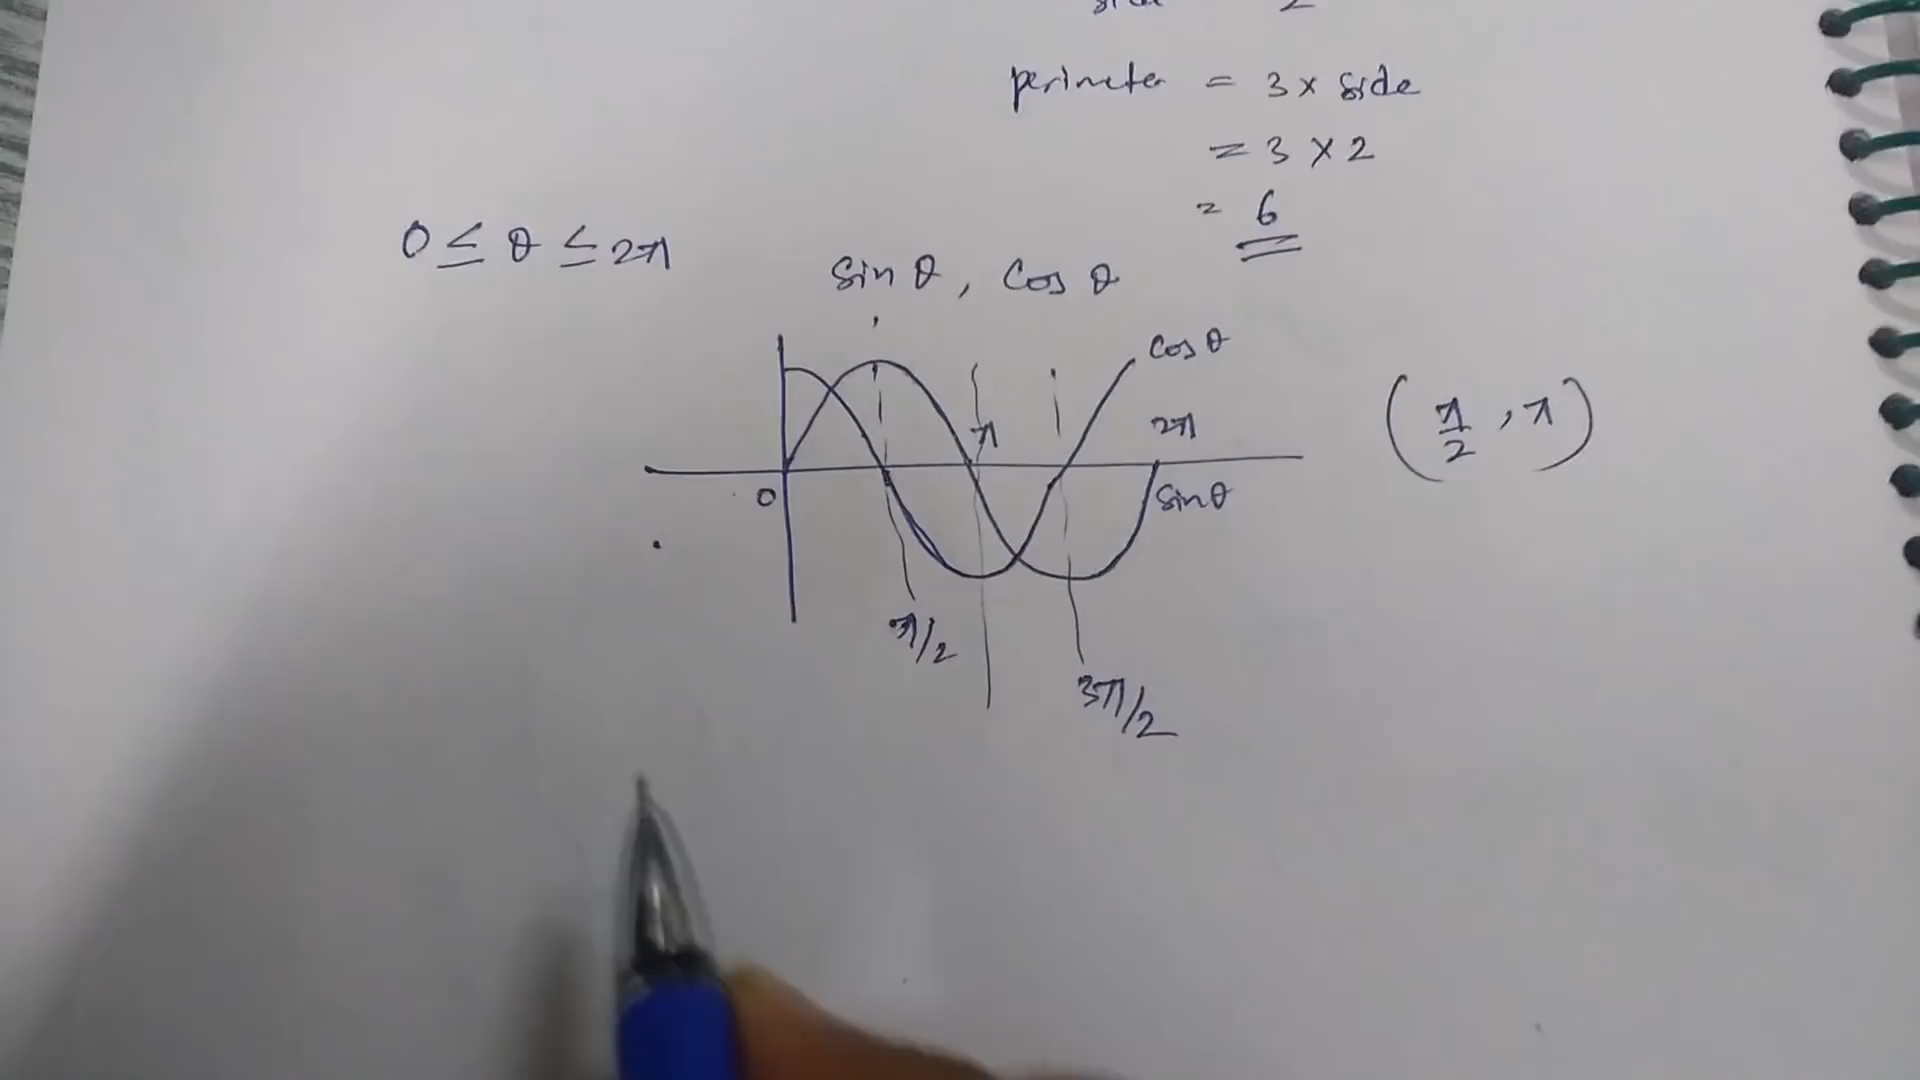 perimeter = 3 × side
= 3 × 2
= 6
0 ≤ θ ≤ 2π
sin θ, cos θ
cos θ
π
2π
(π/2, π)
0
sin θ
π/2
3π/2